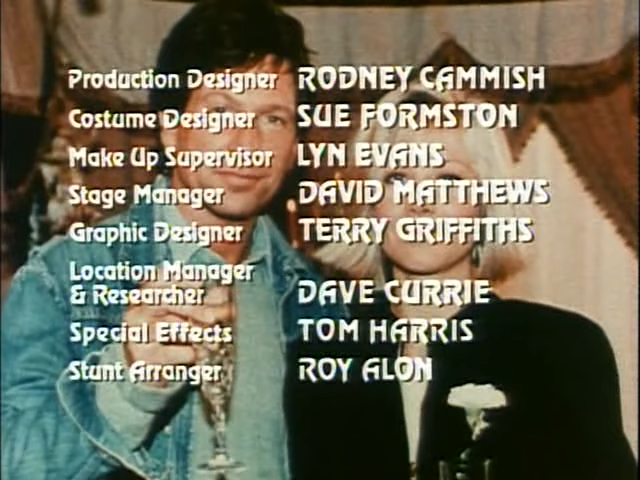 Production Designer RODNEY CAMMISH
Costume Designer SUE FORMSTON
Make Up Supervisor LYN EVANS
Stage Manager DAVID MATTHEWS
Graphic Designer TERRY GRIFFITHS
Location Manager
& Researcher DAVE CURRIE
Special Effects TOM HARRIS
Stunt Arranger ROY ALON